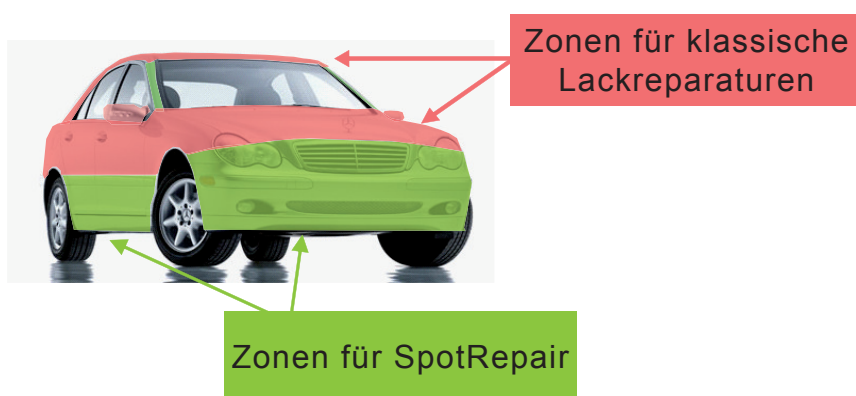 Zonen für klassische
Lackreparaturen
Zonen für SpotRepair